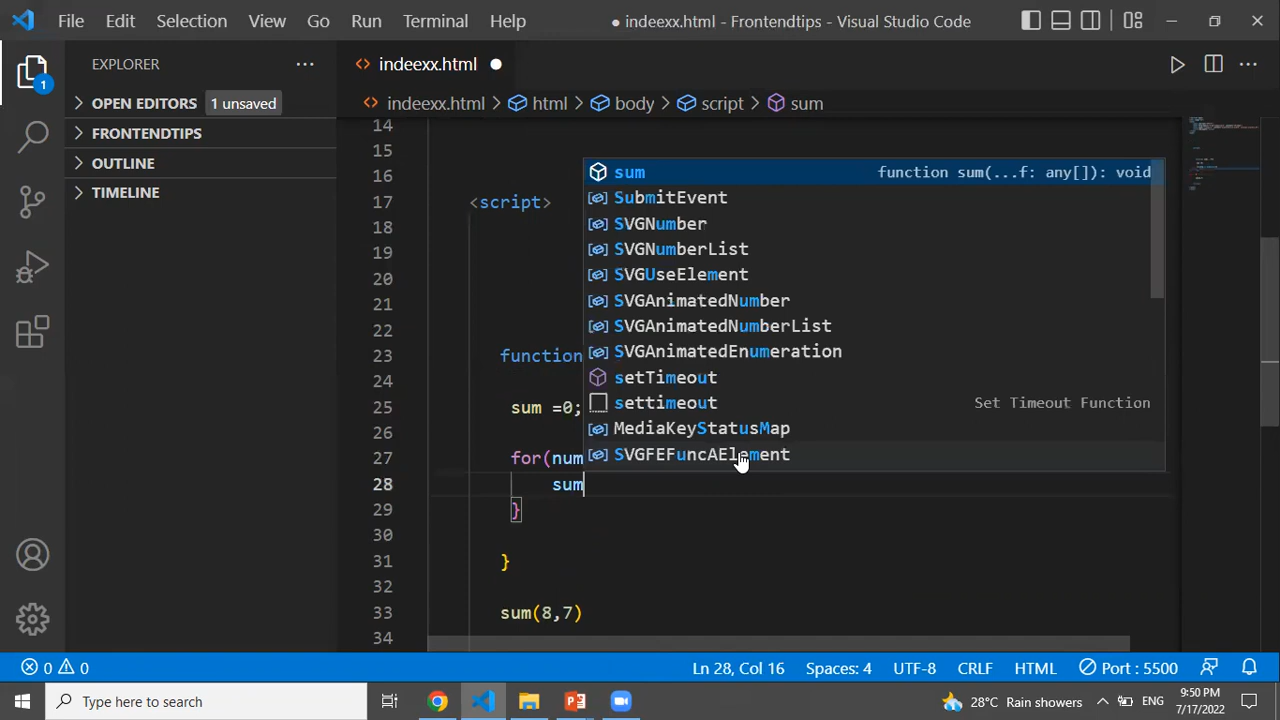 File Edit Selection View Go Run Terminal Help ● indeexx.html - Frontendtips - Visual Studio Code
EXPLORER ···
<> indeexx.html ●
OPEN EDITORS 1 unsaved
FRONTENDTIPS
OUTLINE
TIMELINE
1
<> indeexx.html > html > body > script > sum
14
15
16
17 <script>
18
19
20
21
22
23 function
24
25 sum =0;
26
27 for(num
28 sum
29 }
30
31 }
32
33 sum(8,7)
34
sum function sum(...f: any[]): void
SubmitEvent
SVGNumber
SVGNumberList
SVGUseElement
SVGAnimatedNumber
SVGAnimatedNumberList
SVGAnimatedEnumeration
setTimeout
settimeout Set Timeout Function
MediaKeyStatusMap
SVGFEFuncAElement
0 0 Ln 28, Col 16 Spaces: 4 UTF-8 CRLF HTML Port : 5500
Type here to search 28°C Rain showers ENG 9:50 PM
7/17/2022